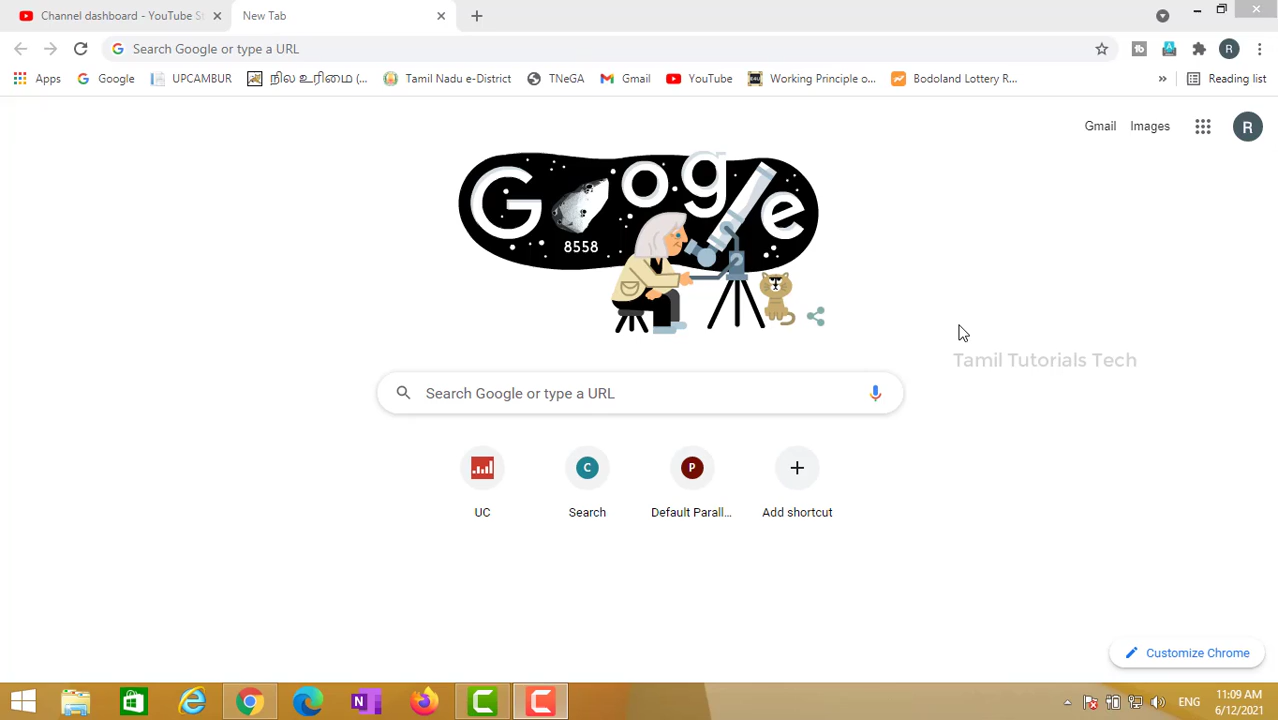 Channel dashboard - YouTube St
New Tab
Search Google or type a URL
R
Apps
Google
UPCAMBUR
நில உரிமை (...
Tamil Nadu e-District
TNeGA
Gmail
YouTube
Working Principle o...
Bodoland Lottery R...
»
Reading list
Gmail
Images
R
Google
8558
Tamil Tutorials Tech
Search Google or type a URL
C
P
UC
Search
Default Parall...
Add shortcut
Customize Chrome
ENG
11:09 AM
6/12/2021